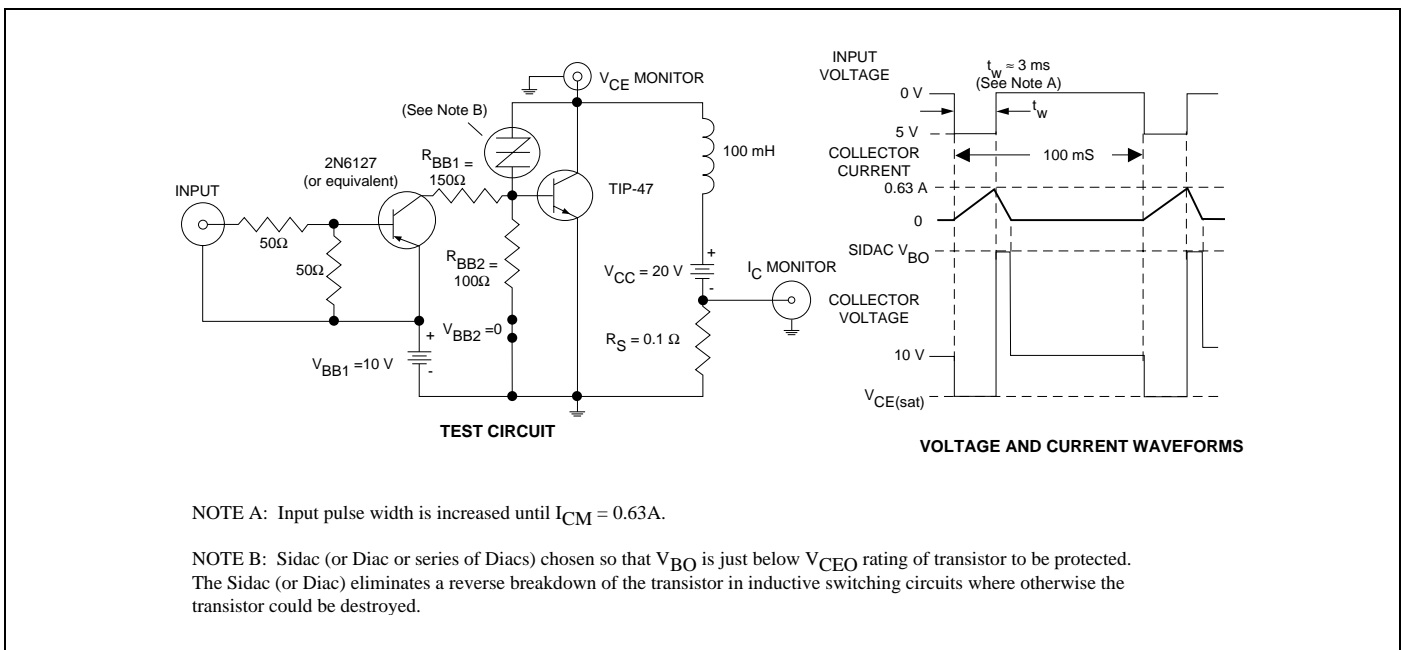 V_CE MONITOR
(See Note B)
2N6127
(or equivalent)
R_BB1 =
150Ω
INPUT
50Ω
50Ω
TIP-47
100 mH
R_BB2 =
100Ω
V_CC = 20 V
+
-
I_C MONITOR
V_BB2 =0
R_S = 0.1 Ω
V_BB1 =10 V
+
-
TEST CIRCUIT
INPUT
VOLTAGE
t_w ≈ 3 ms
(See Note A)
0 V
t_w
5 V
COLLECTOR
CURRENT
100 mS
0.63 A
0
SIDAC V_BO
COLLECTOR
VOLTAGE
10 V
V_CE(sat)
VOLTAGE AND CURRENT WAVEFORMS
NOTE A: Input pulse width is increased until I_CM = 0.63A.
NOTE B: Sidac (or Diac or series of Diacs) chosen so that V_BO is just below V_CEO rating of transistor to be protected.
The Sidac (or Diac) eliminates a reverse breakdown of the transistor in inductive switching circuits where otherwise the
transistor could be destroyed.